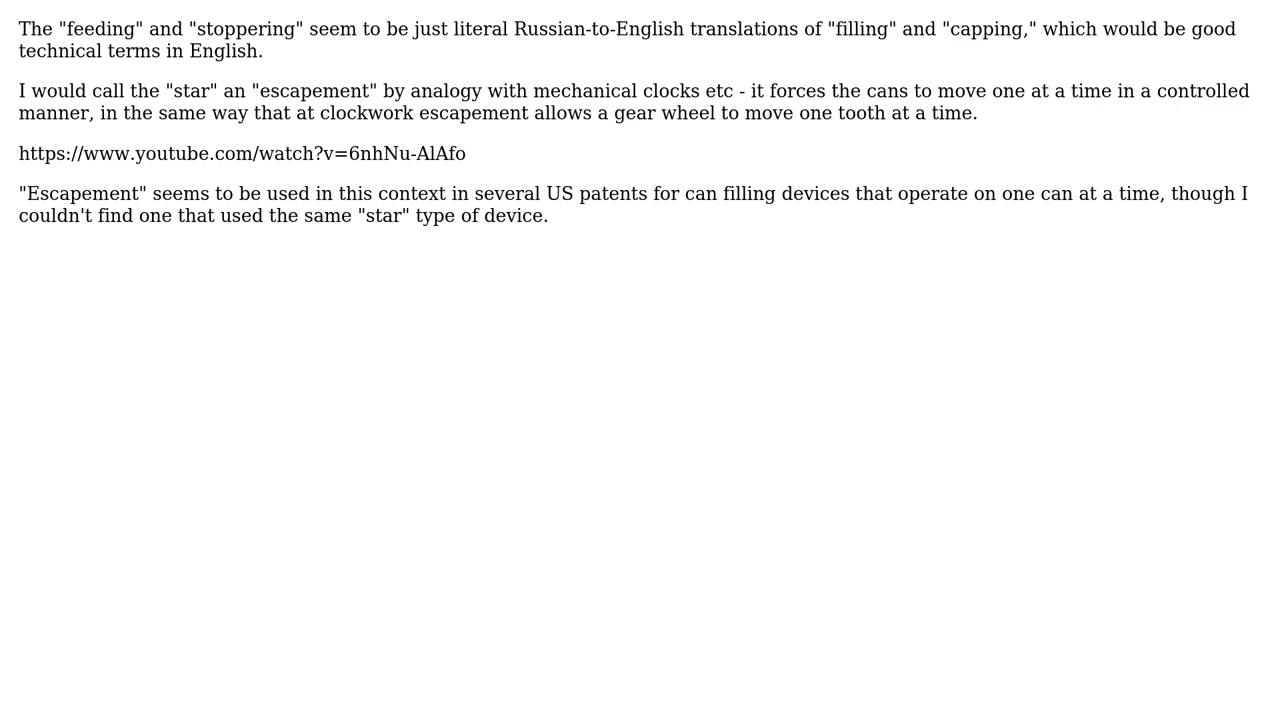 The "feeding" and "stoppering" seem to be just literal Russian-to-English translations of "filling" and "capping," which would be good
technical terms in English.
I would call the "star" an "escapement" by analogy with mechanical clocks etc - it forces the cans to move one at a time in a controlled
manner, in the same way that at clockwork escapement allows a gear wheel to move one tooth at a time.
https://www.youtube.com/watch?v=6nhNu-AlAfo
"Escapement" seems to be used in this context in several US patents for can filling devices that operate on one can at a time, though I
couldn't find one that used the same "star" type of device.